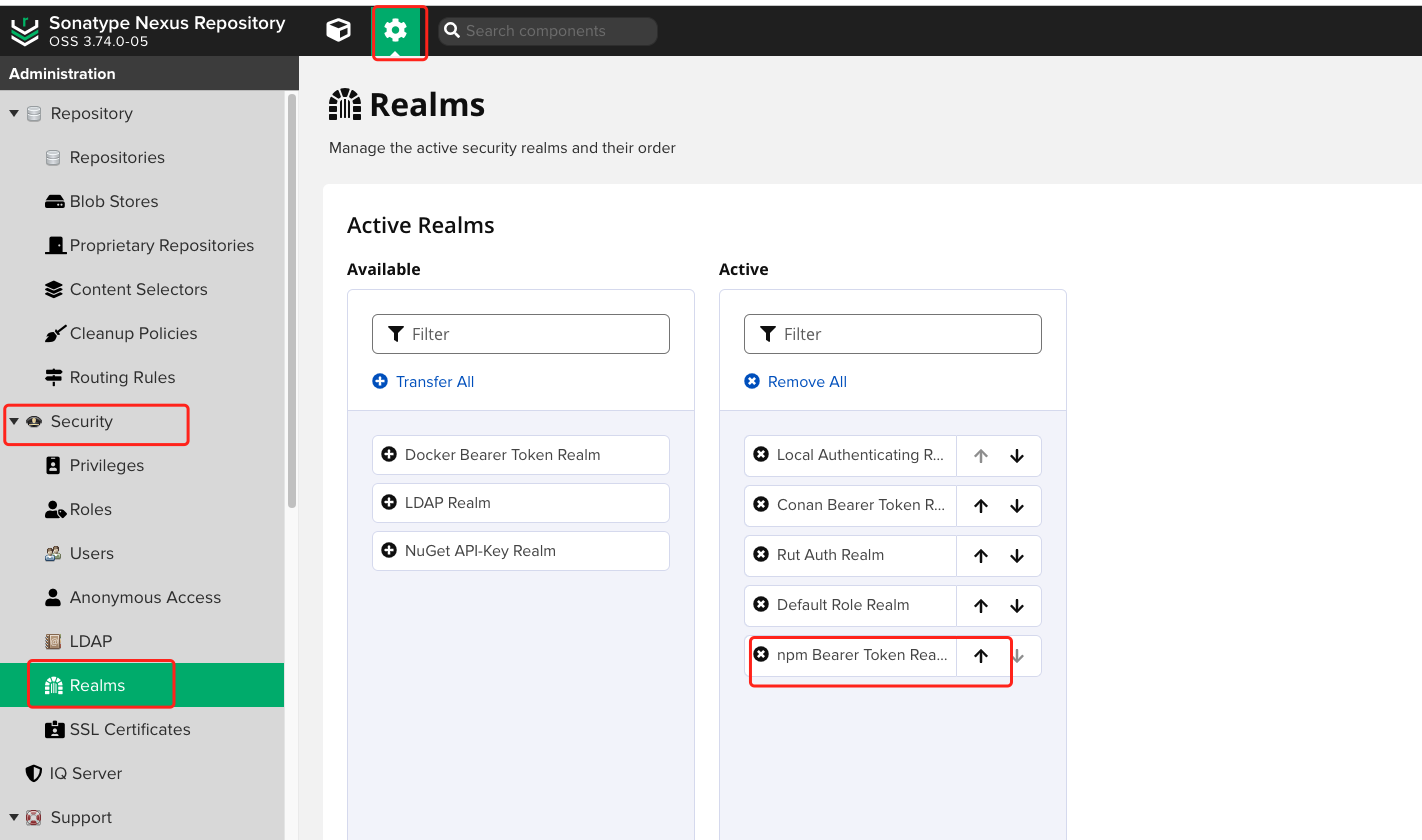 Sonatype Nexus Repository
OSS 3.74.0-05
Search components
Administration
Repository
Repositories
Blob Stores
Proprietary Repositories
Content Selectors
Cleanup Policies
Routing Rules
Security
Privileges
Roles
Users
Anonymous Access
LDAP
Realms
SSL Certificates
IQ Server
Support
Realms
Manage the active security realms and their order
Active Realms
Available
Filter
Transfer All
Docker Bearer Token Realm
LDAP Realm
NuGet API-Key Realm
Active
Filter
Remove All
Local Authenticating R...
Conan Bearer Token R...
Rut Auth Realm
Default Role Realm
npm Bearer Token Rea...